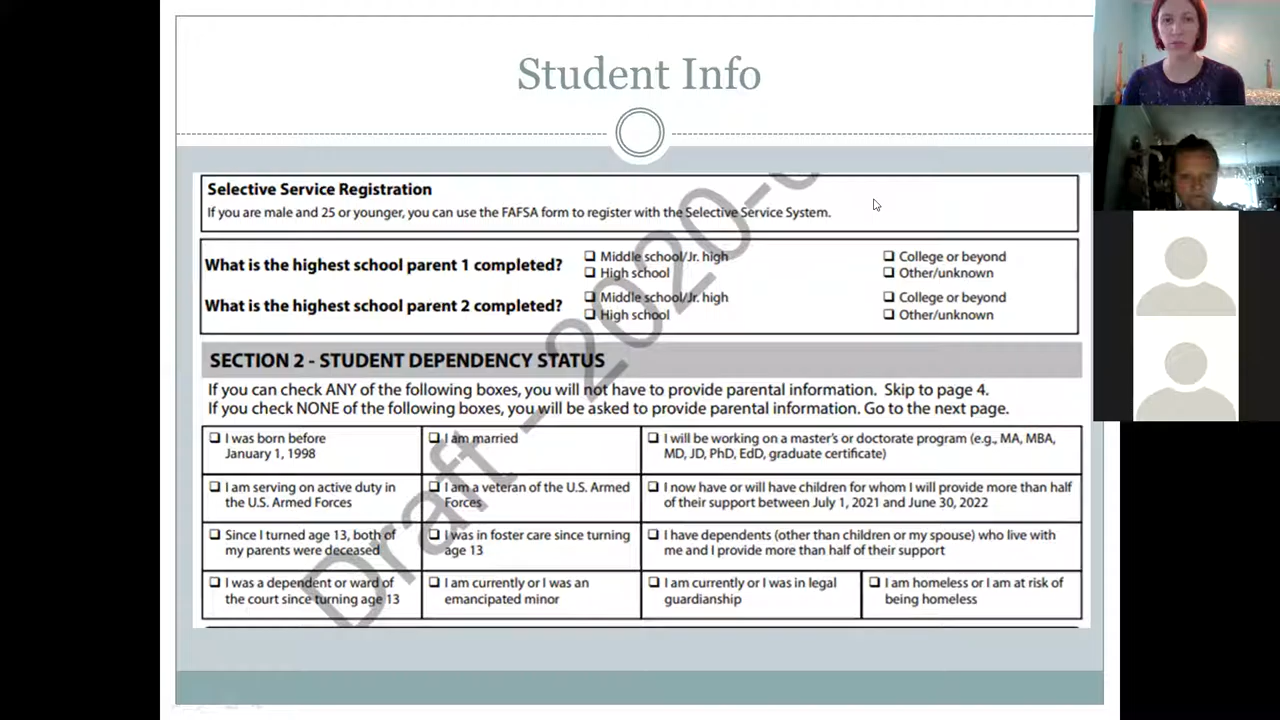 Student Info
Selective Service Registration
If you are male and 25 or younger, you can use the FAFSA form to register with the Selective Service System.
What is the highest school parent 1 completed?
❑ Middle school/Jr. high
❑ College or beyond
❑ High school
❑ Other/unknown
What is the highest school parent 2 completed?
❑ Middle school/Jr. high
❑ College or beyond
❑ High school
❑ Other/unknown
SECTION 2 - STUDENT DEPENDENCY STATUS
If you can check ANY of the following boxes, you will not have to provide parental information. Skip to page 4.
If you check NONE of the following boxes, you will be asked to provide parental information. Go to the next page.
❑ I was born before
January 1, 1998
❑ I am married
❑ I will be working on a master's or doctorate program (e.g., MA, MBA,
MD, JD, PhD, EdD, graduate certificate)
❑ I am serving on active duty in
the U.S. Armed Forces
❑ I am a veteran of the U.S. Armed
Forces
❑ I now have or will have children for whom I will provide more than half
of their support between July 1, 2021 and June 30, 2022
❑ Since I turned age 13, both of
my parents were deceased
❑ I was in foster care since turning
age 13
❑ I have dependents (other than children or my spouse) who live with
me and I provide more than half of their support
❑ I was a dependent or ward of
the court since turning age 13
❑ I am currently or I was an
emancipated minor
❑ I am currently or I was in legal
guardianship
❑ I am homeless or I am at risk of
being homeless
Draft - 2020-